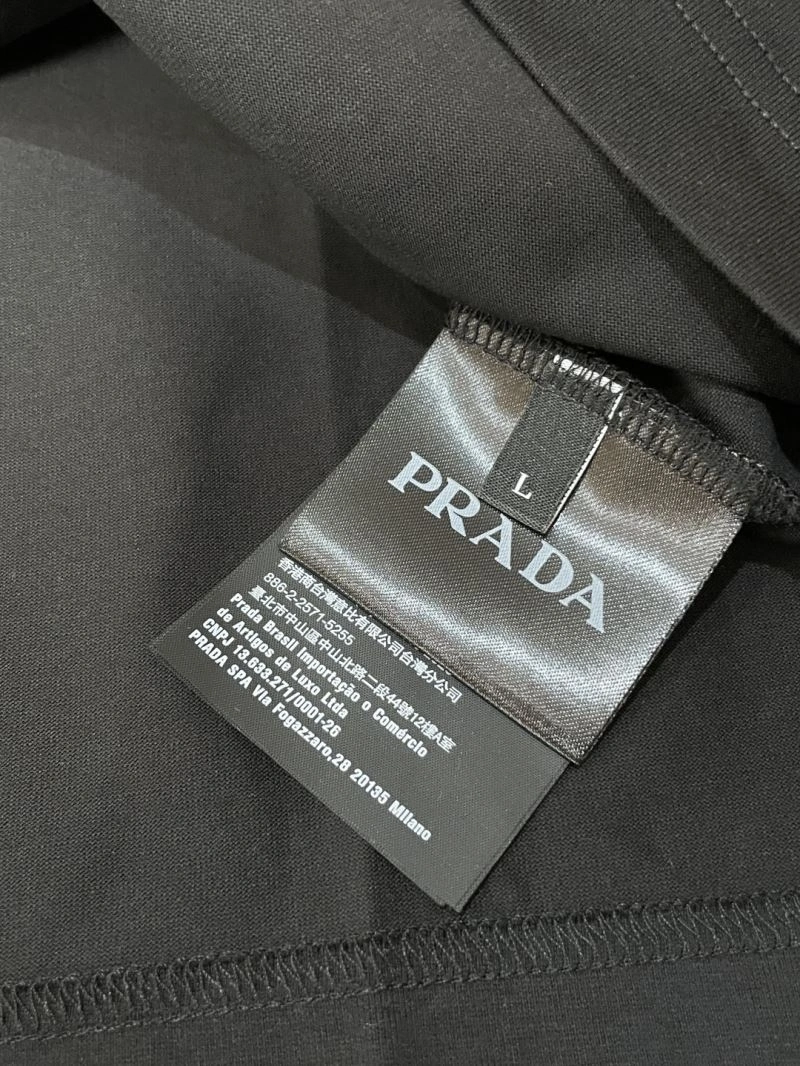 L
PRADA
香港商台灣意比有限公司台灣分公司
886-2-2571-5255
臺北市中山區中山北路二段44號12樓A室
Prada Brasil Importação o Comércio
de Artigos de Luxo Ltda
CNPJ 13.633.271/0001-26
PRADA SPA Via Fogazzaro,28 20135 Milano